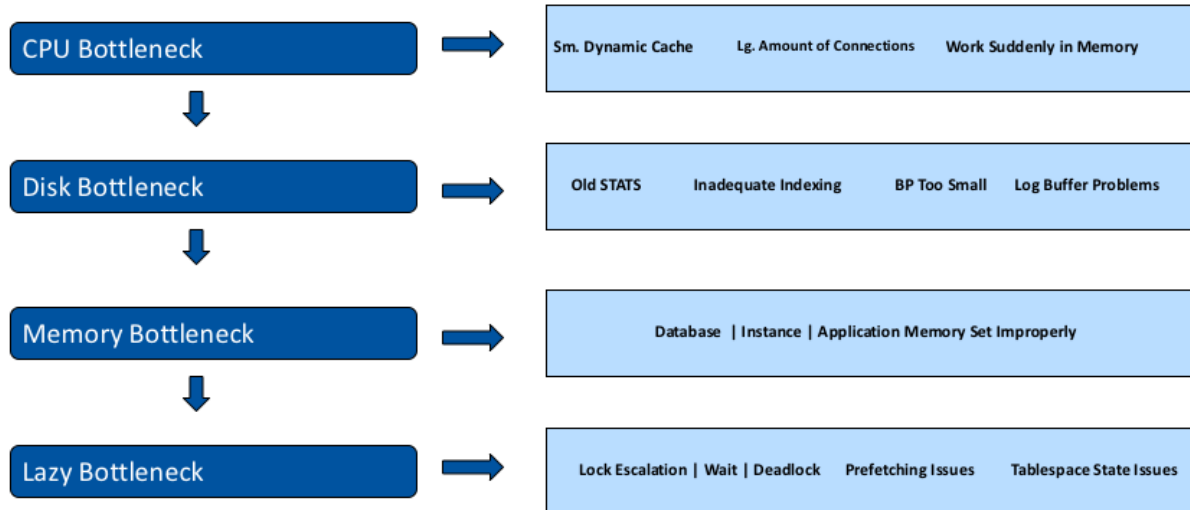 CPU Bottleneck
Sm. Dynamic Cache Lg. Amount of Connections Work Suddenly in Memory
Disk Bottleneck
Old STATS Inadequate Indexing BP Too Small Log Buffer Problems
Memory Bottleneck
Database | Instance | Application Memory Set Improperly
Lazy Bottleneck
Lock Escalation | Wait | Deadlock Prefetching Issues Tablespace State Issues